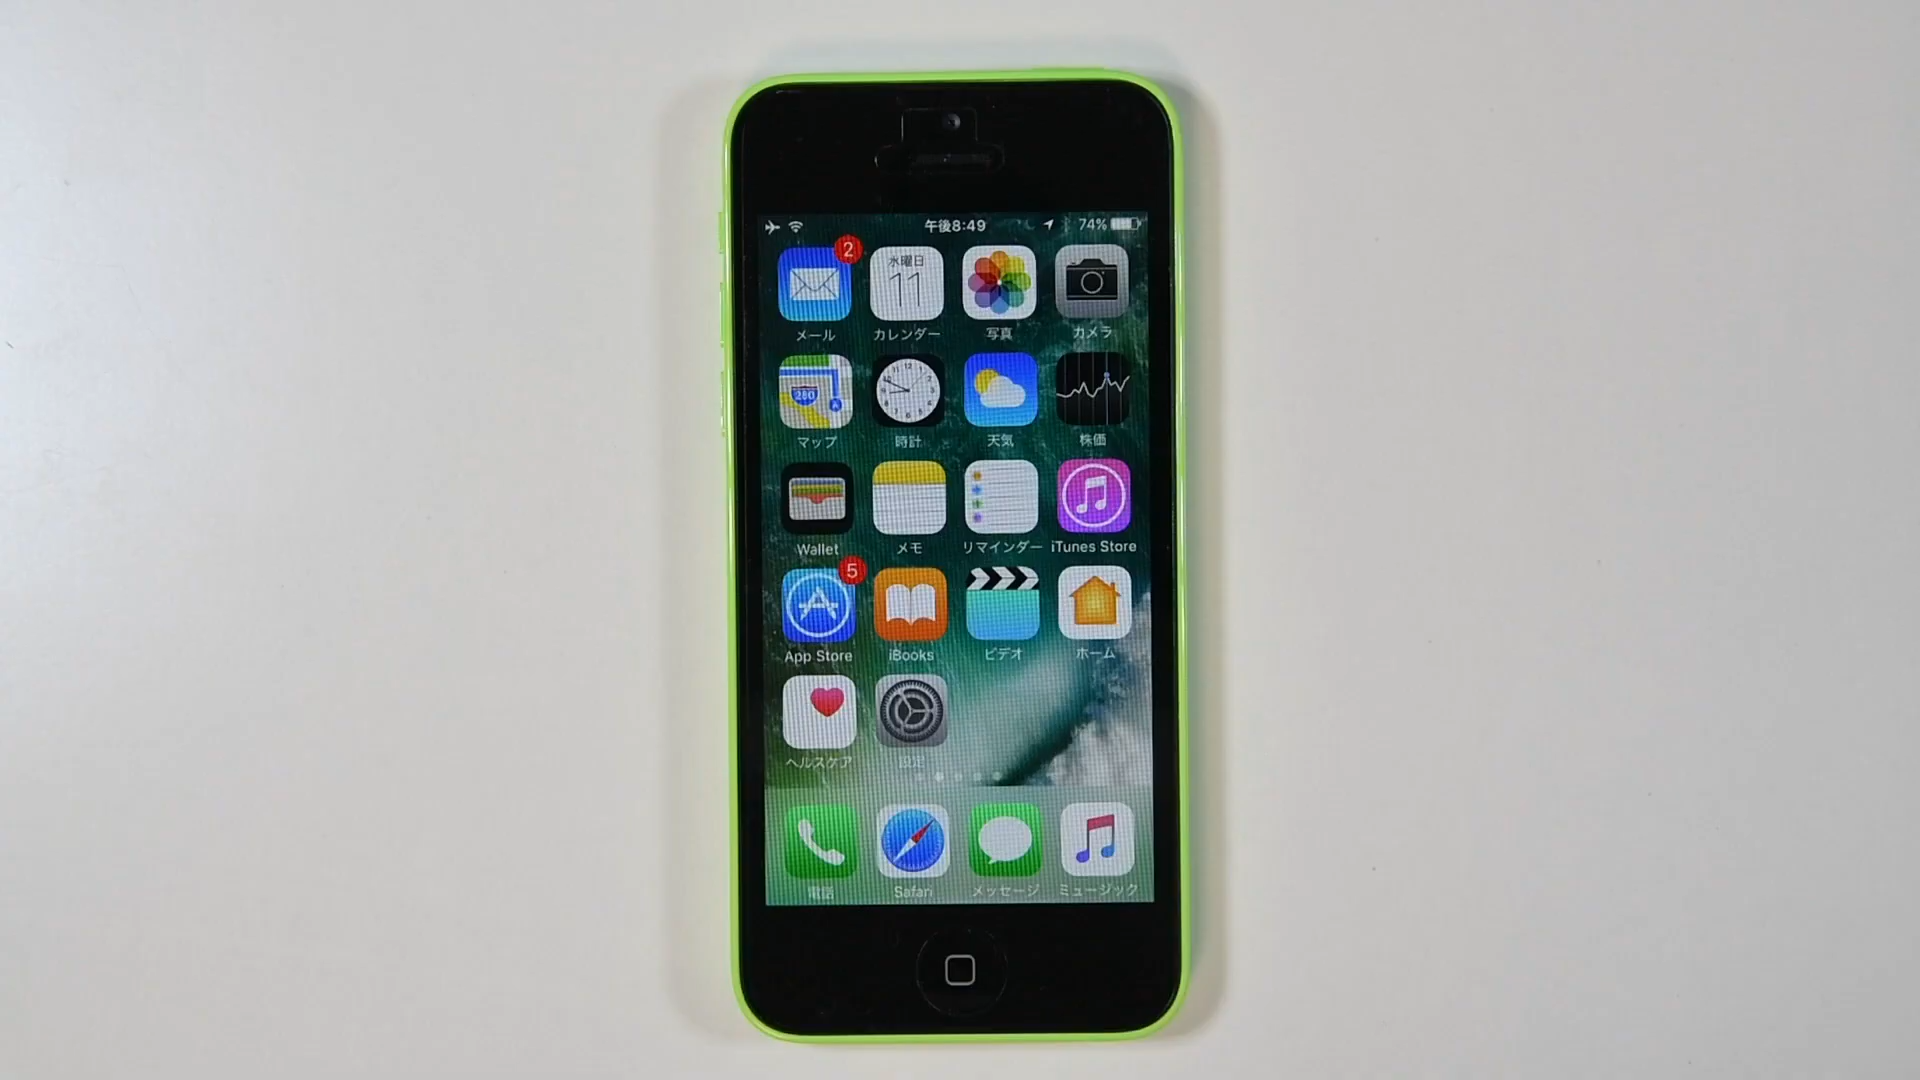 午後8:49 74%
2
水曜日
11
メール カレンダー 写真 カメラ
280
マップ 時計 天気 株価
Wallet メモ リマインダー iTunes Store
5
App Store iBooks ビデオ ホーム
ヘルスケア 設定
電話 Safari メッセージ ミュージック